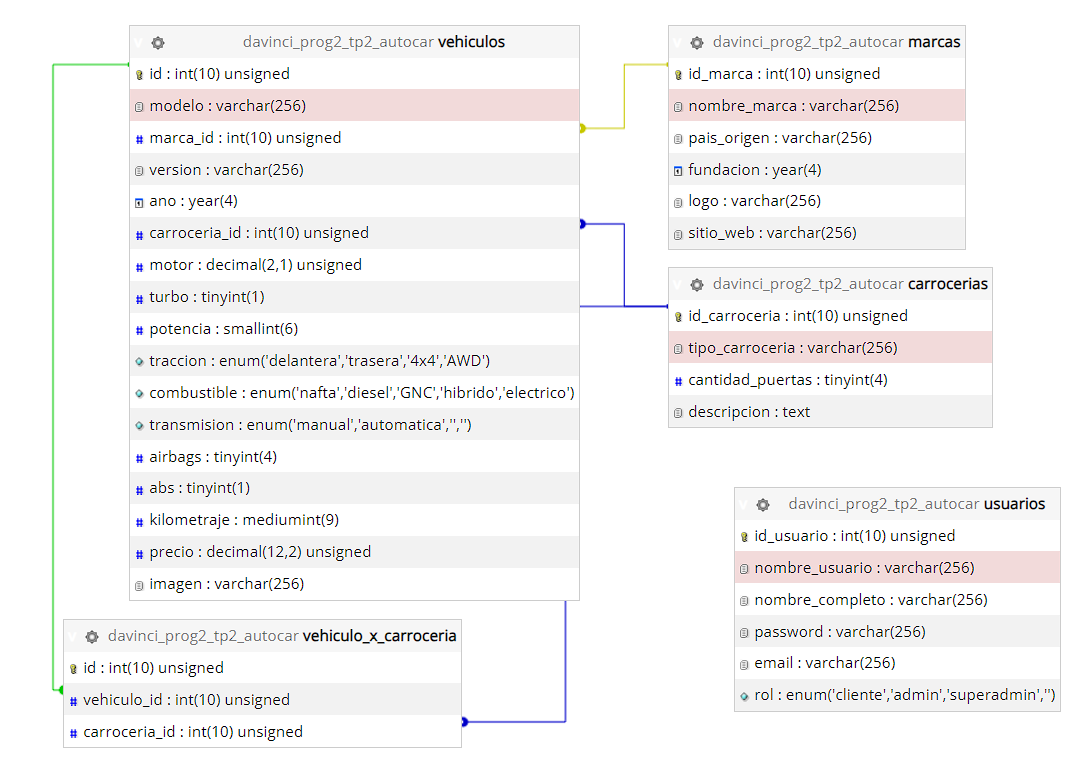 davinci_prog2_tp2_autocar vehiculos
id : int(10) unsigned
modelo : varchar(256)
marca_id : int(10) unsigned
version : varchar(256)
ano : year(4)
carroceria_id : int(10) unsigned
motor : decimal(2,1) unsigned
turbo : tinyint(1)
potencia : smallint(6)
traccion : enum('delantera','trasera','4x4','AWD')
combustible : enum('nafta','diesel','GNC','hibrido','electrico')
transmision : enum('manual','automatica','','')
airbags : tinyint(4)
abs : tinyint(1)
kilometraje : mediumint(9)
precio : decimal(12,2) unsigned
imagen : varchar(256)
davinci_prog2_tp2_autocar marcas
id_marca : int(10) unsigned
nombre_marca : varchar(256)
pais_origen : varchar(256)
fundacion : year(4)
logo : varchar(256)
sitio_web : varchar(256)
davinci_prog2_tp2_autocar carrocerias
id_carroceria : int(10) unsigned
tipo_carroceria : varchar(256)
cantidad_puertas : tinyint(4)
descripcion : text
davinci_prog2_tp2_autocar usuarios
id_usuario : int(10) unsigned
nombre_usuario : varchar(256)
nombre_completo : varchar(256)
password : varchar(256)
email : varchar(256)
rol : enum('cliente','admin','superadmin','')
davinci_prog2_tp2_autocar vehiculo_x_carroceria
id : int(10) unsigned
vehiculo_id : int(10) unsigned
carroceria_id : int(10) unsigned